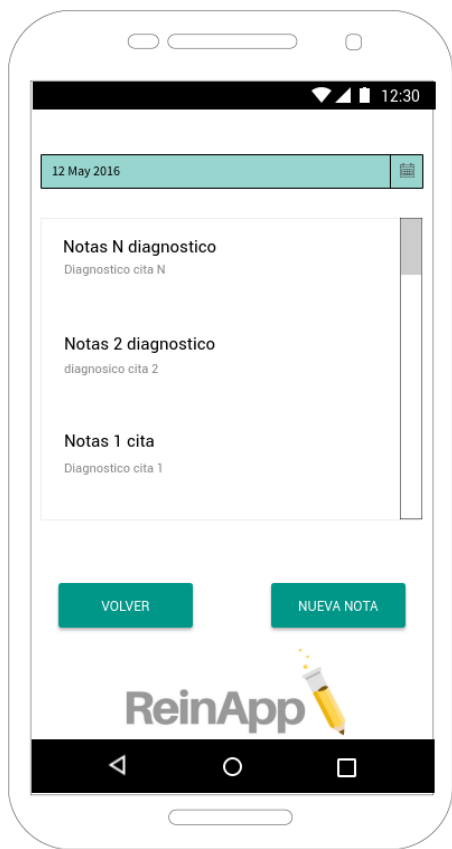 12:30
12 May 2016
Notas N diagnostico
Diagnostico cita N
Notas 2 diagnostico
diagnosico cita 2
Notas 1 cita
Diagnostico cita 1
VOLVER
NUEVA NOTA
ReinApp